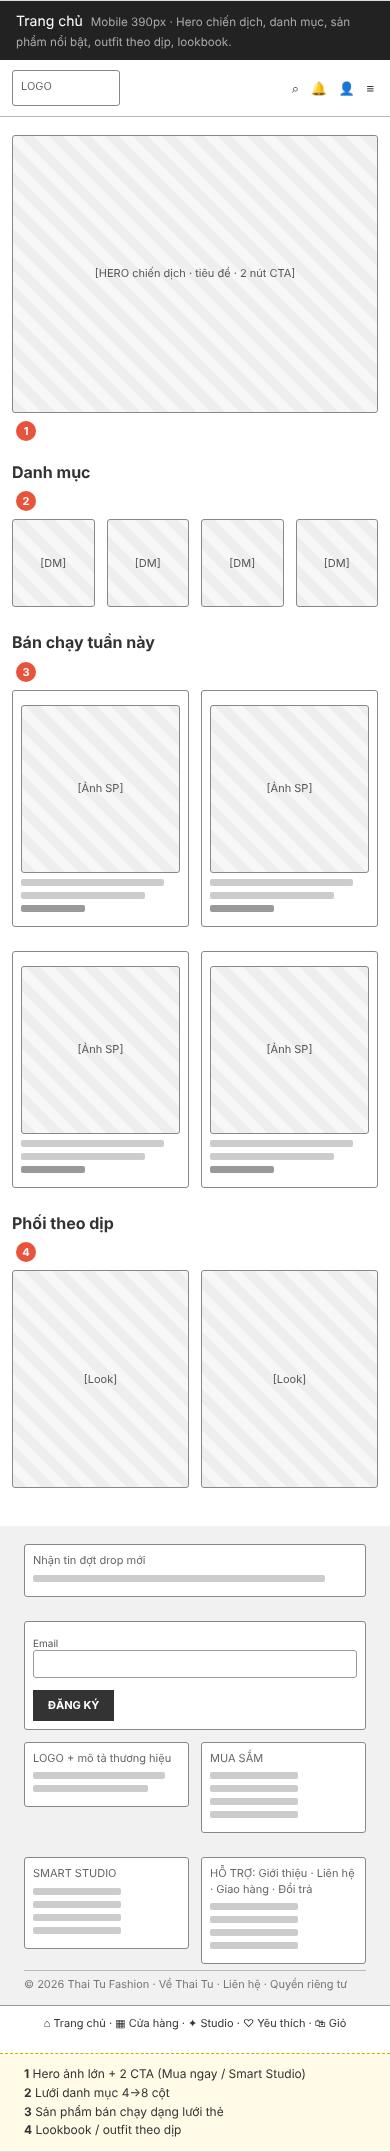 Trang chủ Mobile 390px · Hero chiến dịch, danh mục, sản
phẩm nổi bật, outfit theo dịp, lookbook.
LOGO
⌕ 🔔 👤 ≡
[HERO chiến dịch · tiêu đề · 2 nút CTA]
1
Danh mục
2
[DM] [DM] [DM] [DM]
Bán chạy tuần này
3
[Ảnh SP] [Ảnh SP]
[Ảnh SP] [Ảnh SP]
Phối theo dịp
4
[Look] [Look]
Nhận tin đợt drop mới
Email
ĐĂNG KÝ
LOGO + mô tả thương hiệu
MUA SẮM
SMART STUDIO
HỖ TRỢ: Giới thiệu · Liên hệ
· Giao hàng · Đổi trả
© 2026 Thai Tu Fashion · Về Thai Tu · Liên hệ · Quyền riêng tư
⌂ Trang chủ · ▦ Cửa hàng · ✦ Studio · ♡ Yêu thích · 🛍 Giỏ
1 Hero ảnh lớn + 2 CTA (Mua ngay / Smart Studio)
2 Lưới danh mục 4→8 cột
3 Sản phẩm bán chạy dạng lưới thẻ
4 Lookbook / outfit theo dịp